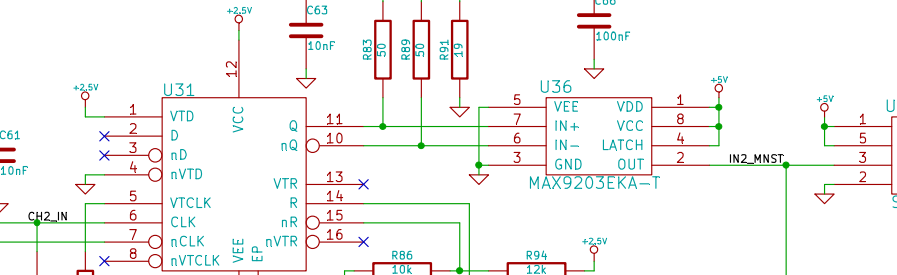 C63
10nF
+2.5V
R83
50
R89
50
R91
19
100nF
+2.5V
12
VCC
U31
1 VTD
2 D
3 nD
4 nVTD
5 VTCLK
6 CLK
7 nCLK
8 nVTCLK
Q 11
nQ 10
VTR 13
R 14
nR 15
nVTR 16
VEE
EP
C61
10nF
CH2_IN
U36
5 VEE
7 IN+
6 IN-
3 GND
VDD 1
VCC 8
LATCH 4
OUT 2
MAX9203EKA-T
+5V
IN2_MNST
+5V
1
5
3
2
R86
10k
R94
12k
+2.5V